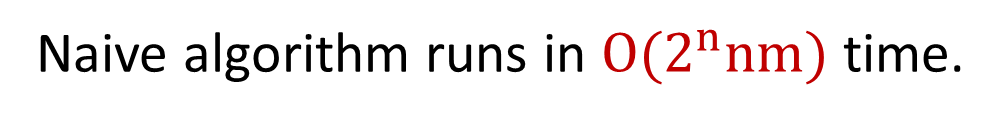 Naive algorithm runs in O(2ⁿnm) time.